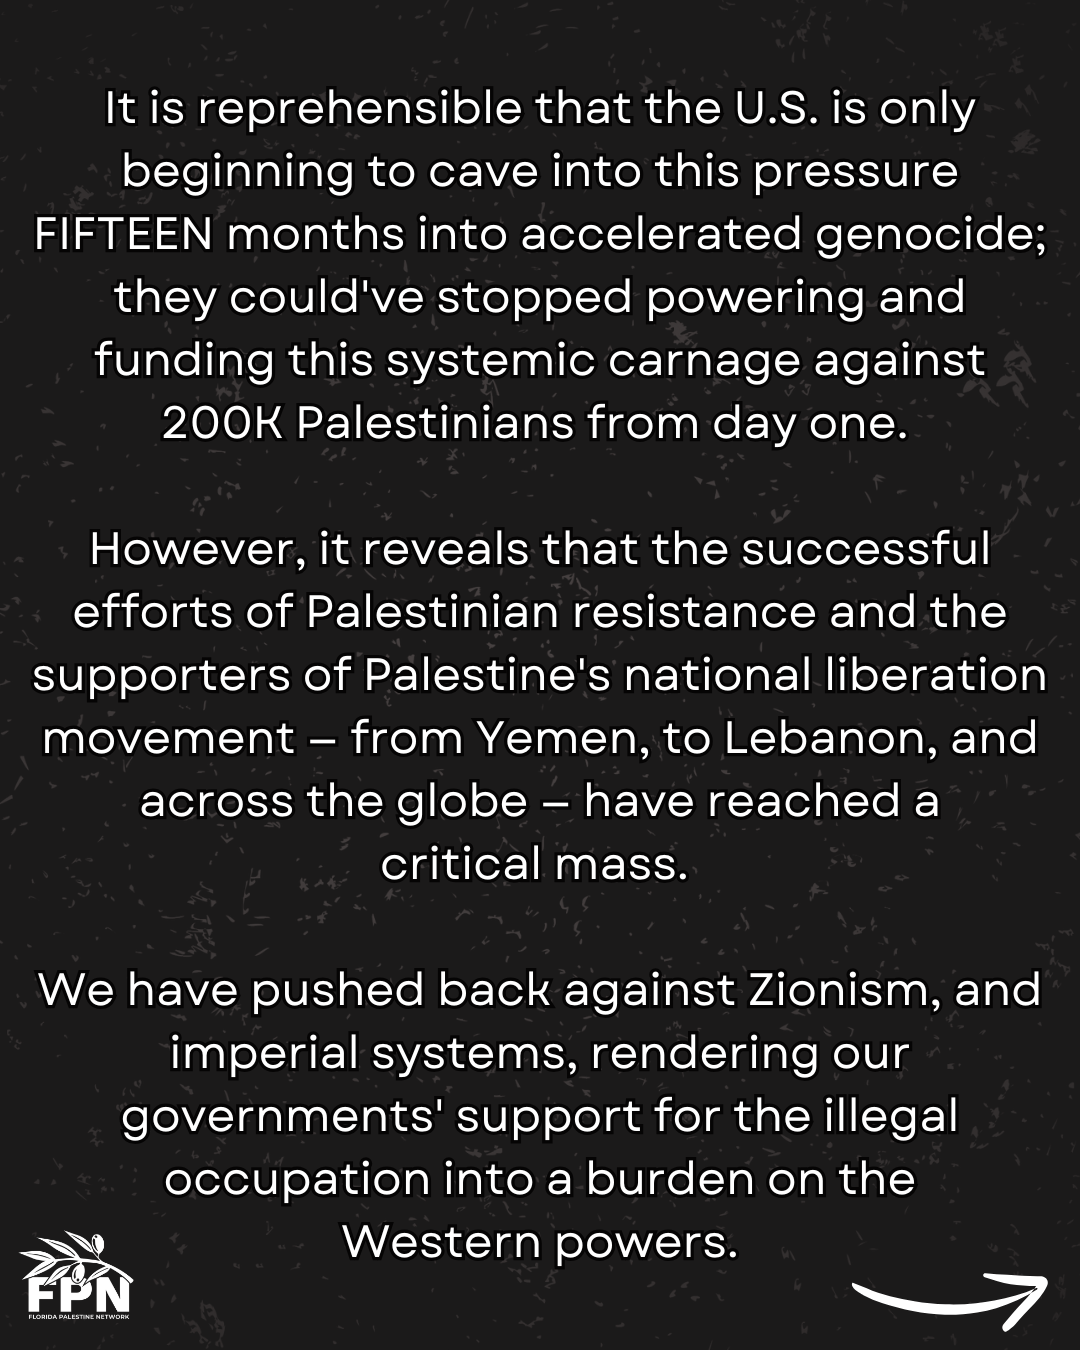 It is reprehensible that the U.S. is only
beginning to cave into this pressure
FIFTEEN months into accelerated genocide;
they could've stopped powering and
funding this systemic carnage against
200K Palestinians from day one.
However, it reveals that the successful
efforts of Palestinian resistance and the
supporters of Palestine's national liberation
movement — from Yemen, to Lebanon, and
across the globe — have reached a
critical mass.
We have pushed back against Zionism, and
imperial systems, rendering our
governments' support for the illegal
occupation into a burden on the
Western powers.
FPN
FLORIDA PALESTINE NETWORK